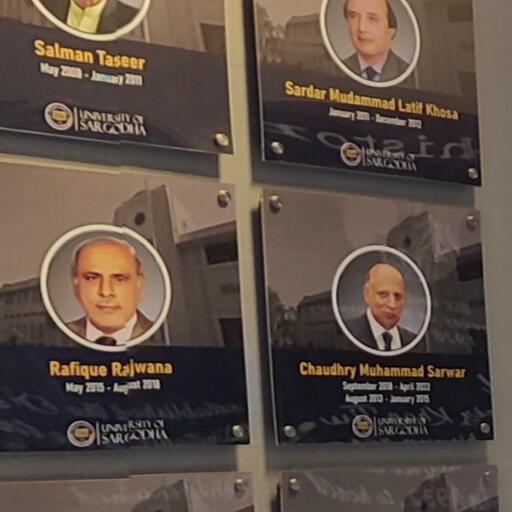 Salman Taseer
May 2008 - January 2011
UNIVERSITY OF
SARGODHA
Sardar Mudammad Latif Khosa
January 2011 - December 2012
UNIVERSITY OF
SARGODHA
Rafique Rajwana
May 2015 - August 2018
UNIVERSITY OF
SARGODHA
Chaudhry Muhammad Sarwar
September 2018 - April 2022
August 2013 - January 2015
UNIVERSITY OF
SARGODHA